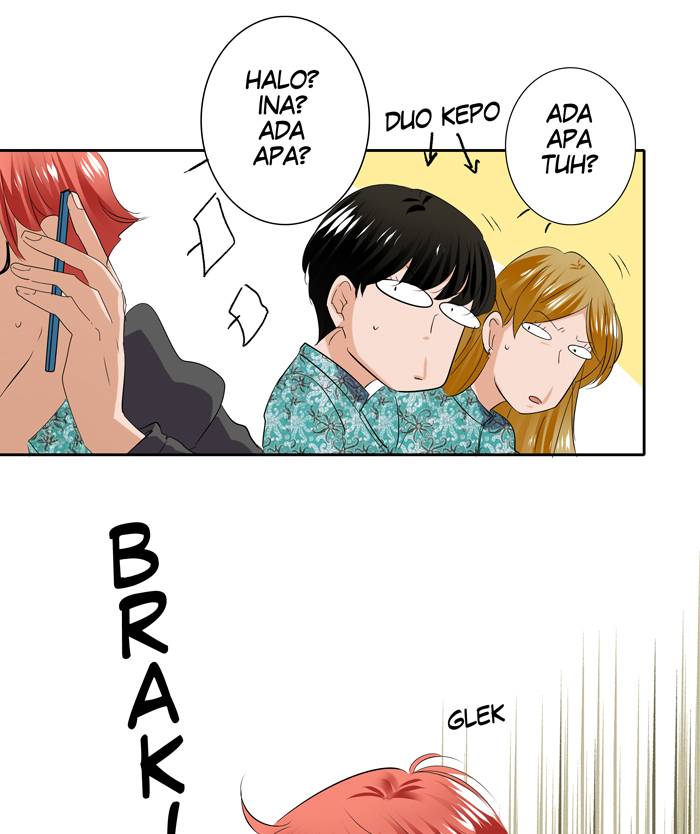 HALO?
INA?
ADA
APA?
DUO KEPO
ADA
APA
TUH?
BRAK!
GLEK